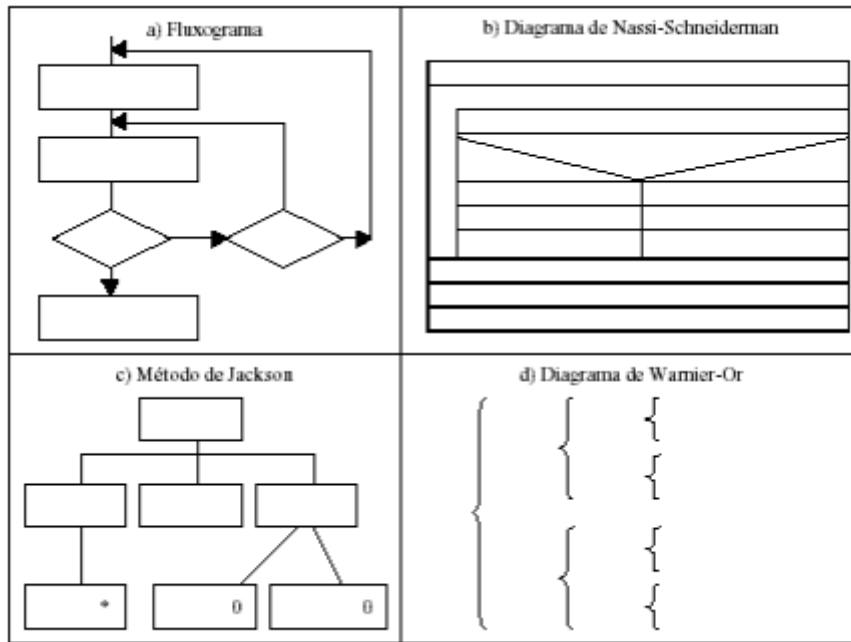 a) Fluxograma
b) Diagrama de Nassi-Schneiderman
c) Método de Jackson
d) Diagrama de Warnier-Or
*
0
0